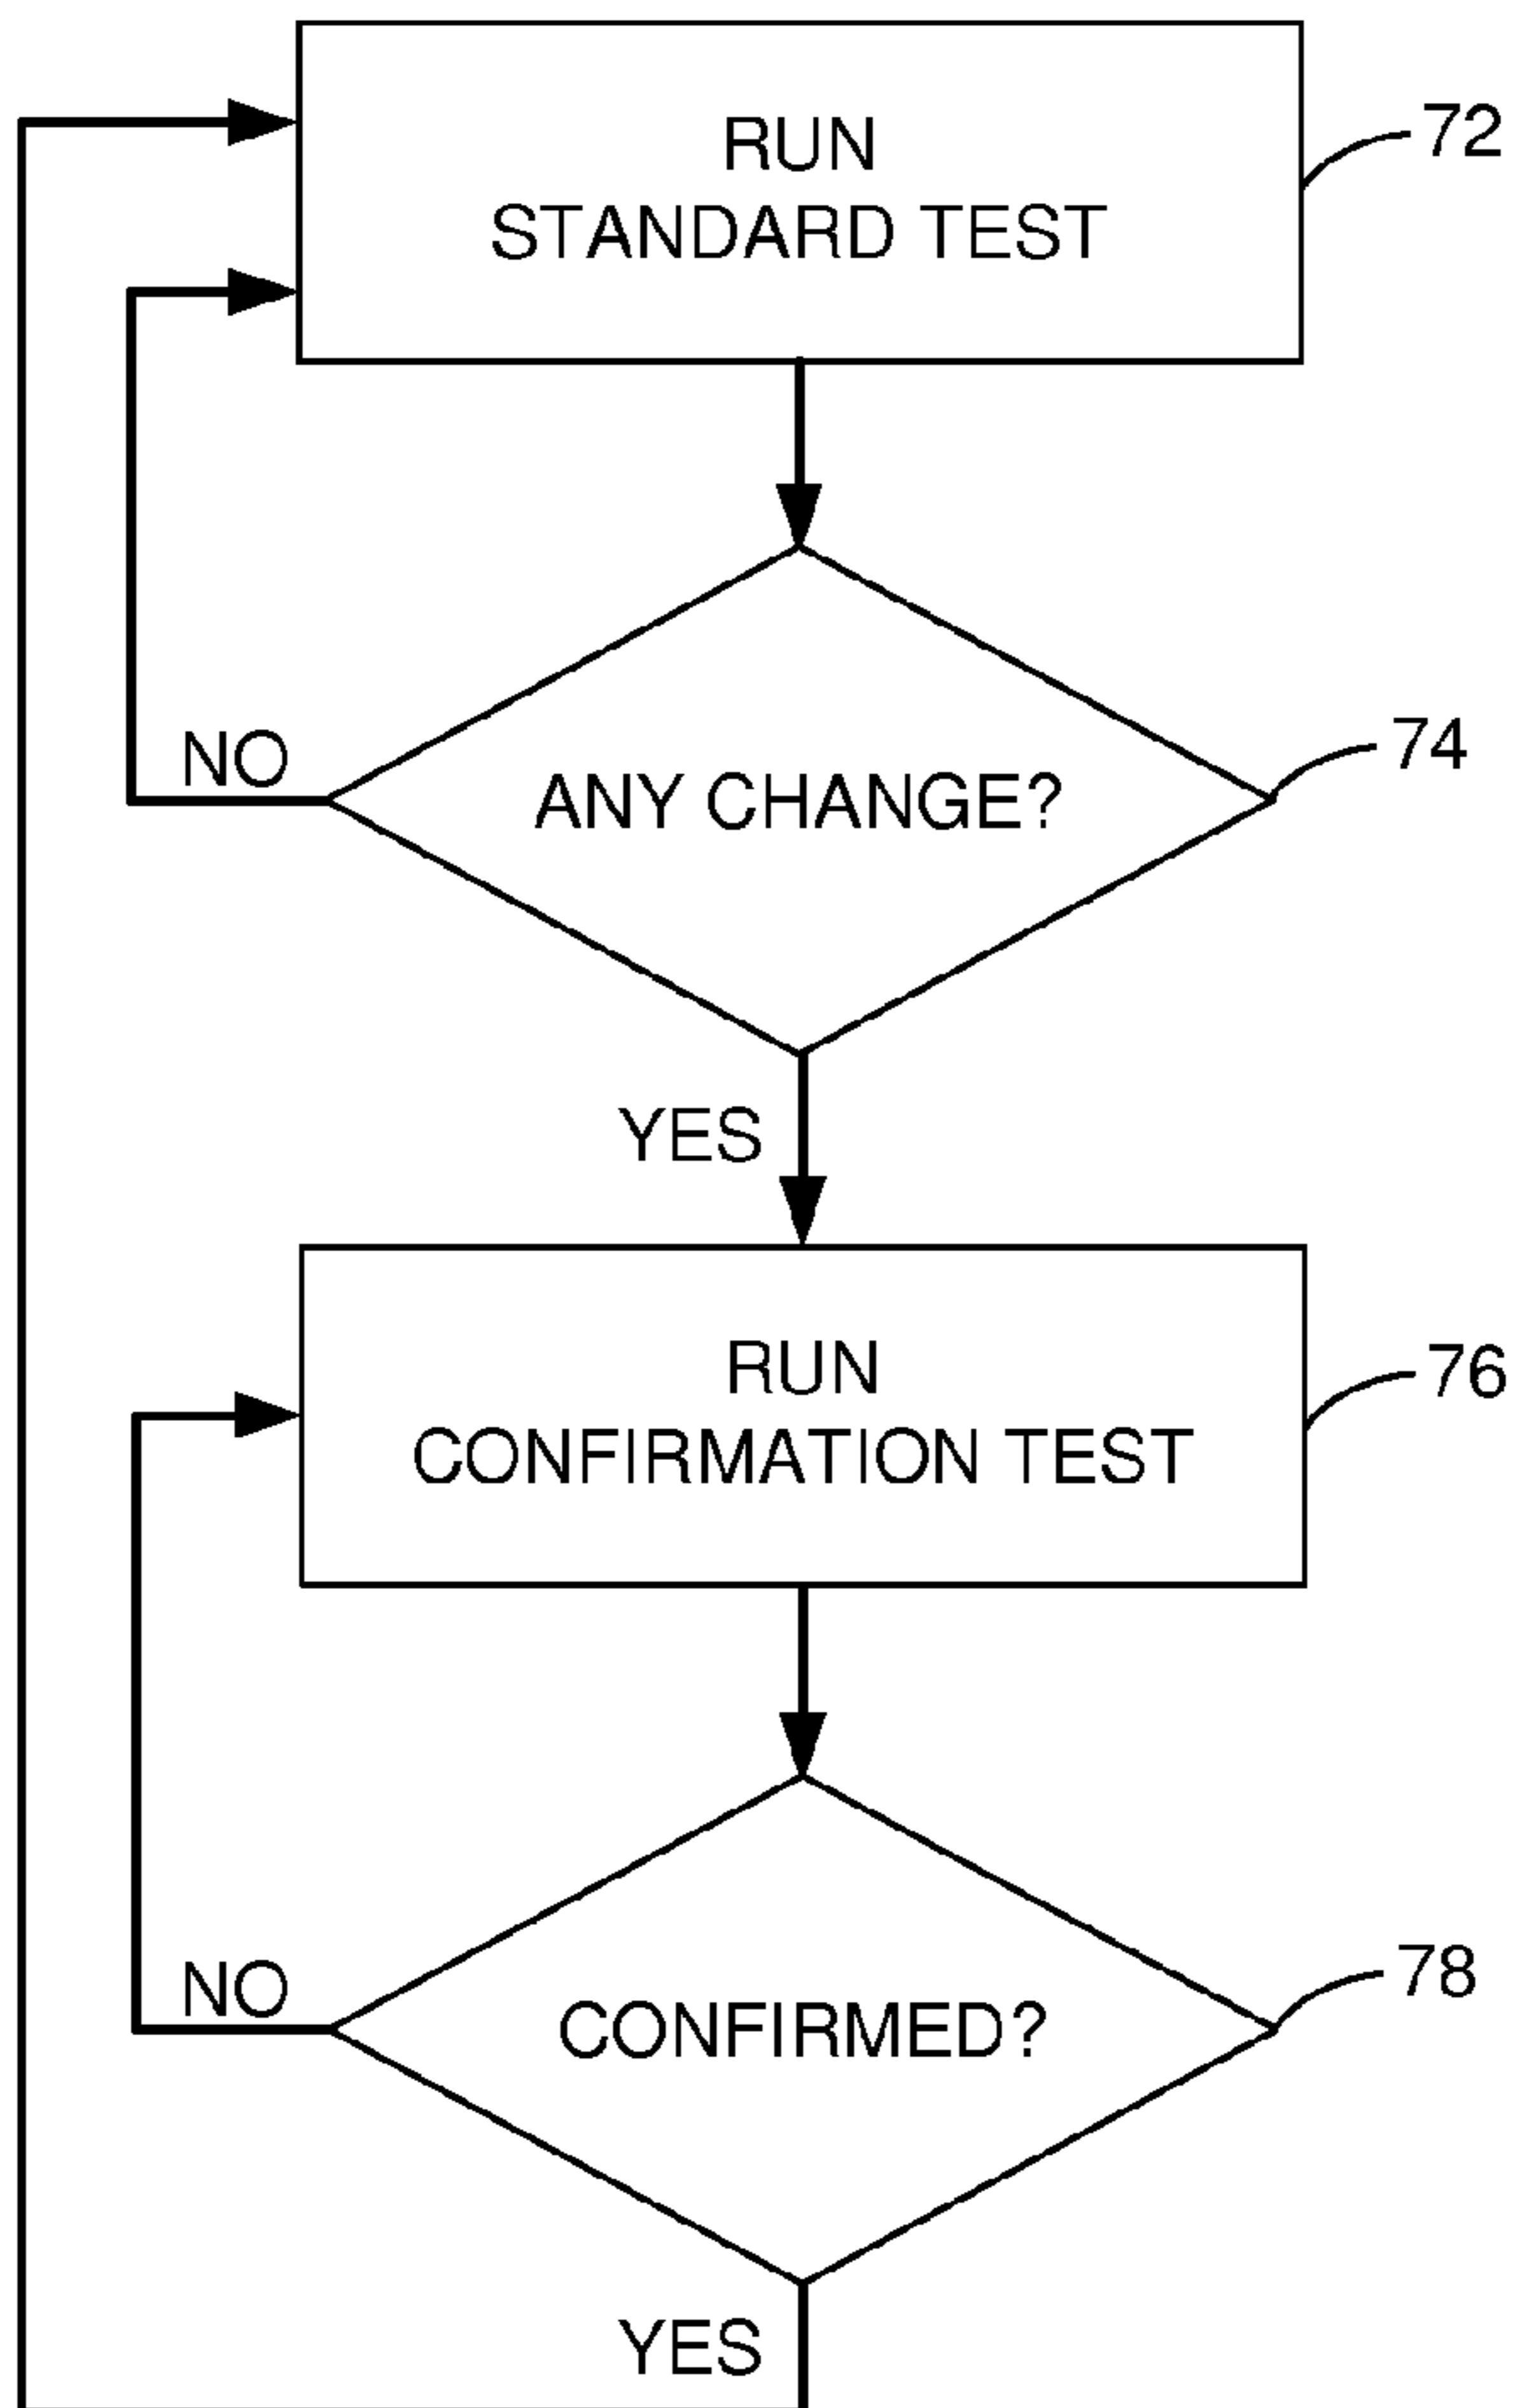 RUN
STANDARD TEST
72
NO
ANY CHANGE?
74
YES
RUN
CONFIRMATION TEST
76
NO
CONFIRMED?
78
YES